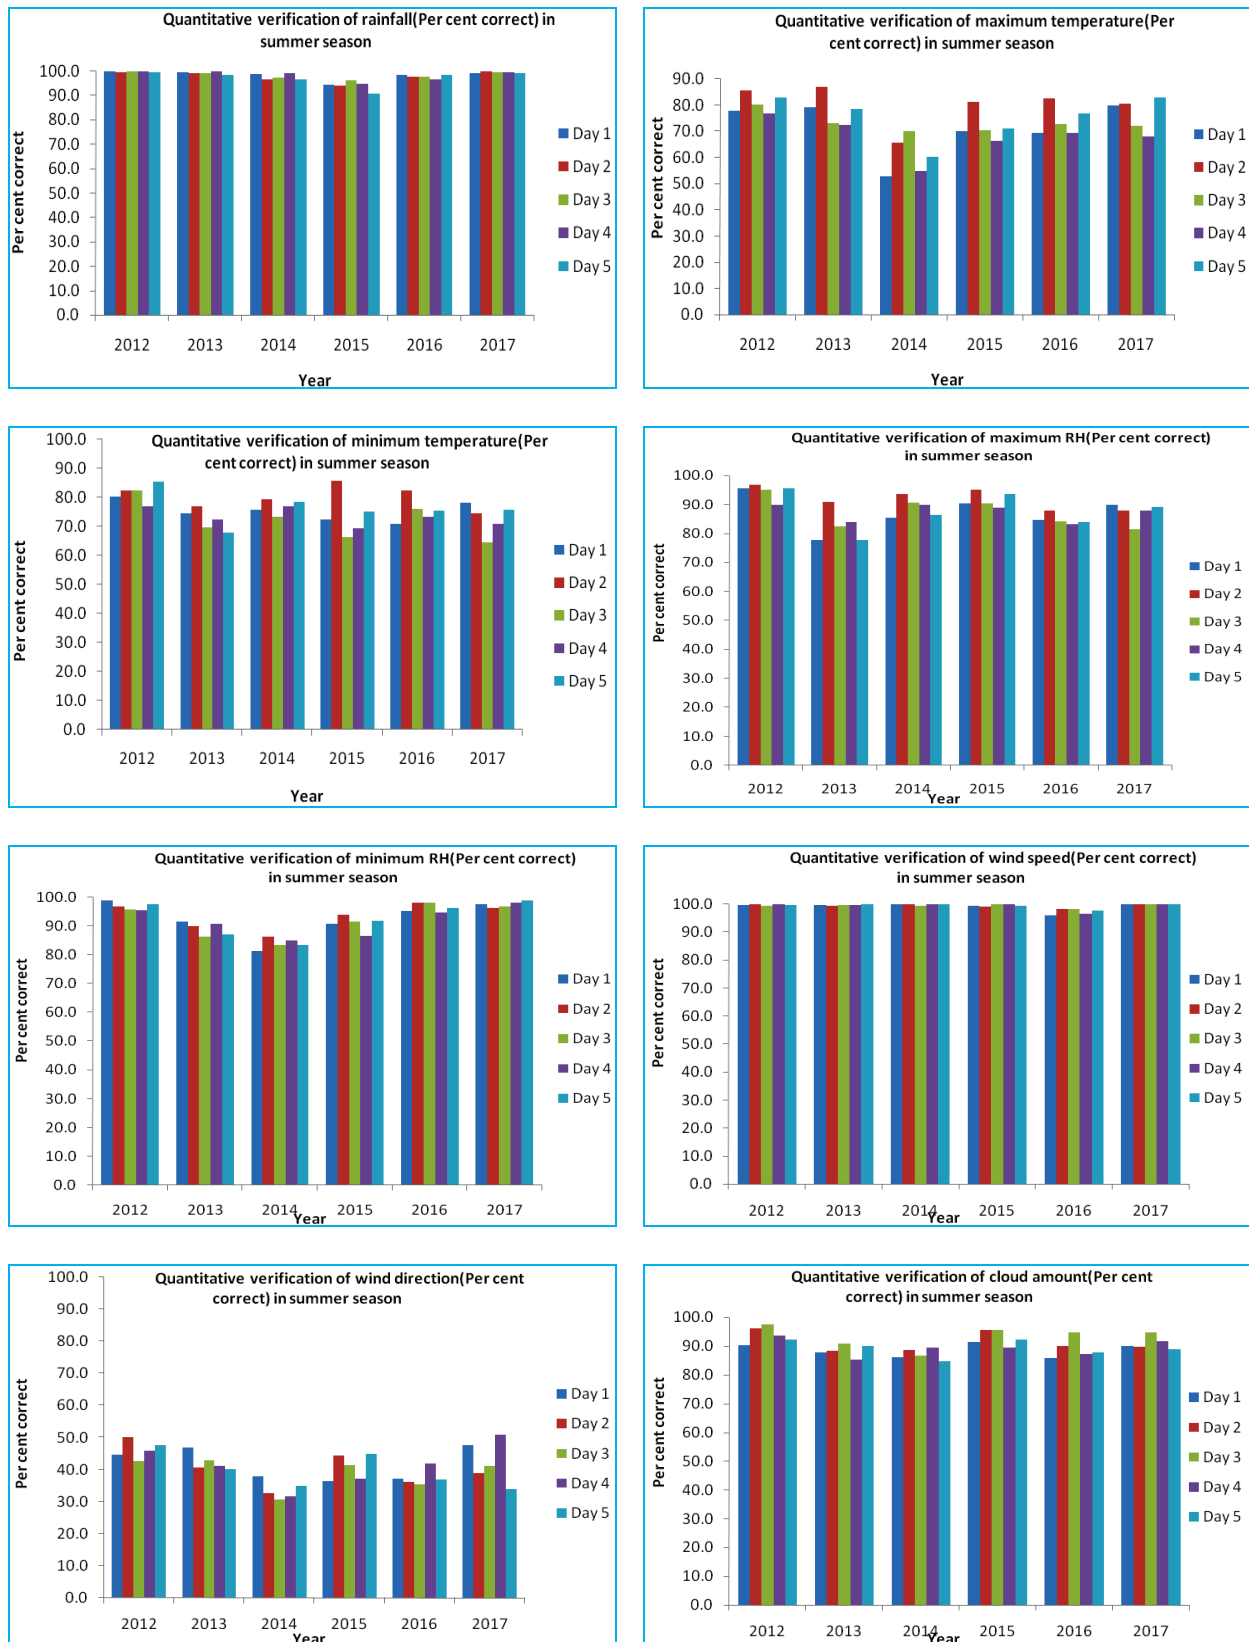 Quantitative verification of rainfall(Per cent correct) in
summer season
Per cent correct
100.0
90.0
80.0
70.0
60.0
50.0
40.0
30.0
20.0
10.0
0.0
2012 2013 2014 2015 2016 2017
Year
Day 1
Day 2
Day 3
Day 4
Day 5
Quantitative verification of maximum temperature(Per
cent correct) in summer season
Per cent correct
90.0
80.0
70.0
60.0
50.0
40.0
30.0
20.0
10.0
0.0
2012 2013 2014 2015 2016 2017
Year
Day 1
Day 2
Day 3
Day 4
Day 5
Quantitative verification of minimum temperature(Per
cent correct) in summer season
Per cent correct
100.0
90.0
80.0
70.0
60.0
50.0
40.0
30.0
20.0
10.0
0.0
2012 2013 2014 2015 2016 2017
Year
Day 1
Day 2
Day 3
Day 4
Day 5
Quantitative verification of maximum RH(Per cent correct)
in summer season
Per cent correct
100.0
90.0
80.0
70.0
60.0
50.0
40.0
30.0
20.0
10.0
0.0
2012 2013 2014 2015 2016 2017
Year
Day 1
Day 2
Day 3
Day 4
Day 5
Quantitative verification of minimum RH(Per cent correct)
in summer season
Per cent correct
100.0
90.0
80.0
70.0
60.0
50.0
40.0
30.0
20.0
10.0
0.0
2012 2013 2014 2015 2016 2017
Year
Day 1
Day 2
Day 3
Day 4
Day 5
Quantitative verification of wind speed(Per cent correct)
in summer season
Per cent correct
100.0
90.0
80.0
70.0
60.0
50.0
40.0
30.0
20.0
10.0
0.0
2012 2013 2014 2015 2016 2017
Year
Day 1
Day 2
Day 3
Day 4
Day 5
Quantitative verification of wind direction(Per cent
correct) in summer season
Per cent correct
100.0
90.0
80.0
70.0
60.0
50.0
40.0
30.0
20.0
10.0
0.0
2012 2013 2014 2015 2016 2017
Year
Day 1
Day 2
Day 3
Day 4
Day 5
Quantitative verification of cloud amount(Per cent
correct) in summer season
Per cent correct
100.0
90.0
80.0
70.0
60.0
50.0
40.0
30.0
20.0
10.0
0.0
2012 2013 2014 2015 2016 2017
Year
Day 1
Day 2
Day 3
Day 4
Day 5